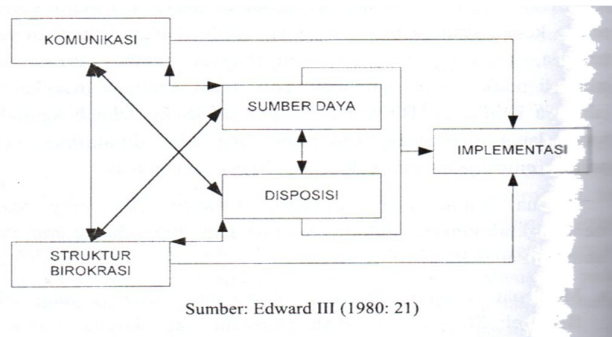 KOMUNIKASI
SUMBER DAYA
IMPLEMENTASI
DISPOSISI
STRUKTUR
BIROKRASI
Sumber: Edward III (1980: 21)